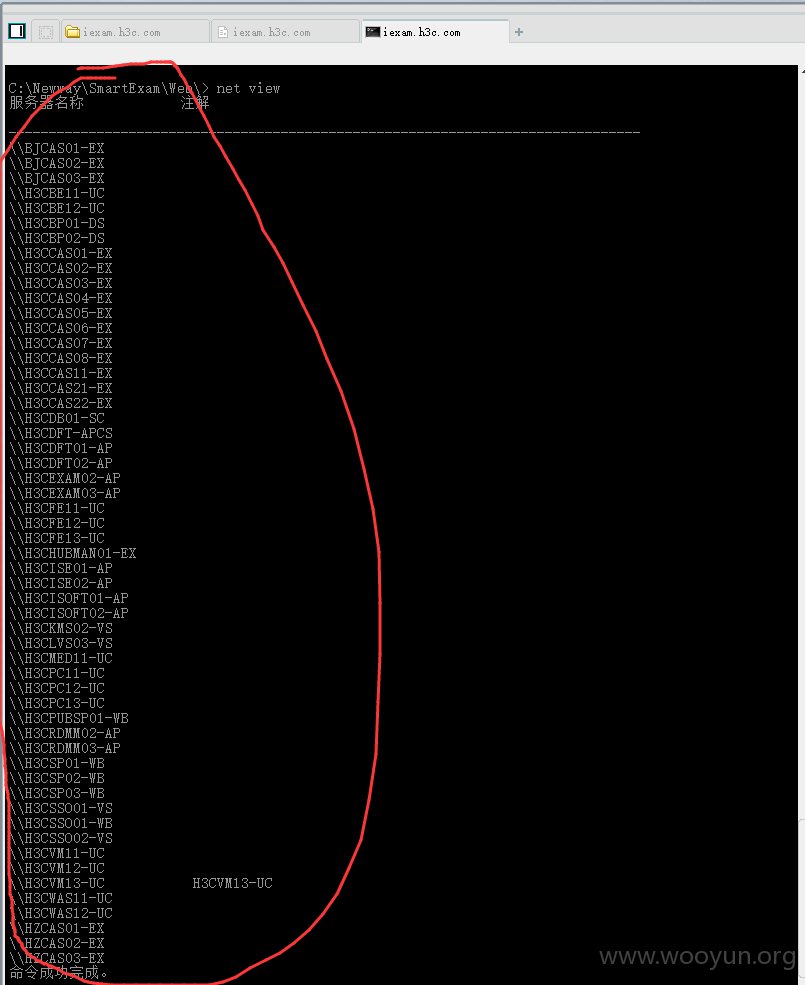 iexam.h3c.com iexam.h3c.com iexam.h3c.com
C:\Newway\SmartExam\Web\> net view
服务器名称 注解
-------------------------------------------------------------------------------
\\BJCAS01-EX
\\BJCAS02-EX
\\BJCAS03-EX
\\H3CBE11-UC
\\H3CBE12-UC
\\H3CBP01-DS
\\H3CBP02-DS
\\H3CCAS01-EX
\\H3CCAS02-EX
\\H3CCAS03-EX
\\H3CCAS04-EX
\\H3CCAS05-EX
\\H3CCAS06-EX
\\H3CCAS07-EX
\\H3CCAS08-EX
\\H3CCAS11-EX
\\H3CCAS21-EX
\\H3CCAS22-EX
\\H3CDB01-SC
\\H3CDFT-APCS
\\H3CDFT01-AP
\\H3CDFT02-AP
\\H3CEXAM02-AP
\\H3CEXAM03-AP
\\H3CFE11-UC
\\H3CFE12-UC
\\H3CFE13-UC
\\H3CHUBMAN01-EX
\\H3CISE01-AP
\\H3CISE02-AP
\\H3CISOFT01-AP
\\H3CISOFT02-AP
\\H3CKMS02-VS
\\H3CLVS03-VS
\\H3CMED11-UC
\\H3CPC11-UC
\\H3CPC12-UC
\\H3CPC13-UC
\\H3CPUBSP01-WB
\\H3CRDMM02-AP
\\H3CRDMM03-AP
\\H3CSP01-WB
\\H3CSP02-WB
\\H3CSP03-WB
\\H3CSSO01-VS
\\H3CSSO01-WB
\\H3CSSO02-VS
\\H3CVM11-UC
\\H3CVM12-UC
\\H3CVM13-UC H3CVM13-UC
\\H3CWAS11-UC
\\H3CWAS12-UC
\\HZCAS01-EX
\\HZCAS02-EX
\\HZCAS03-EX
命令成功完成。
www.wooyun.org